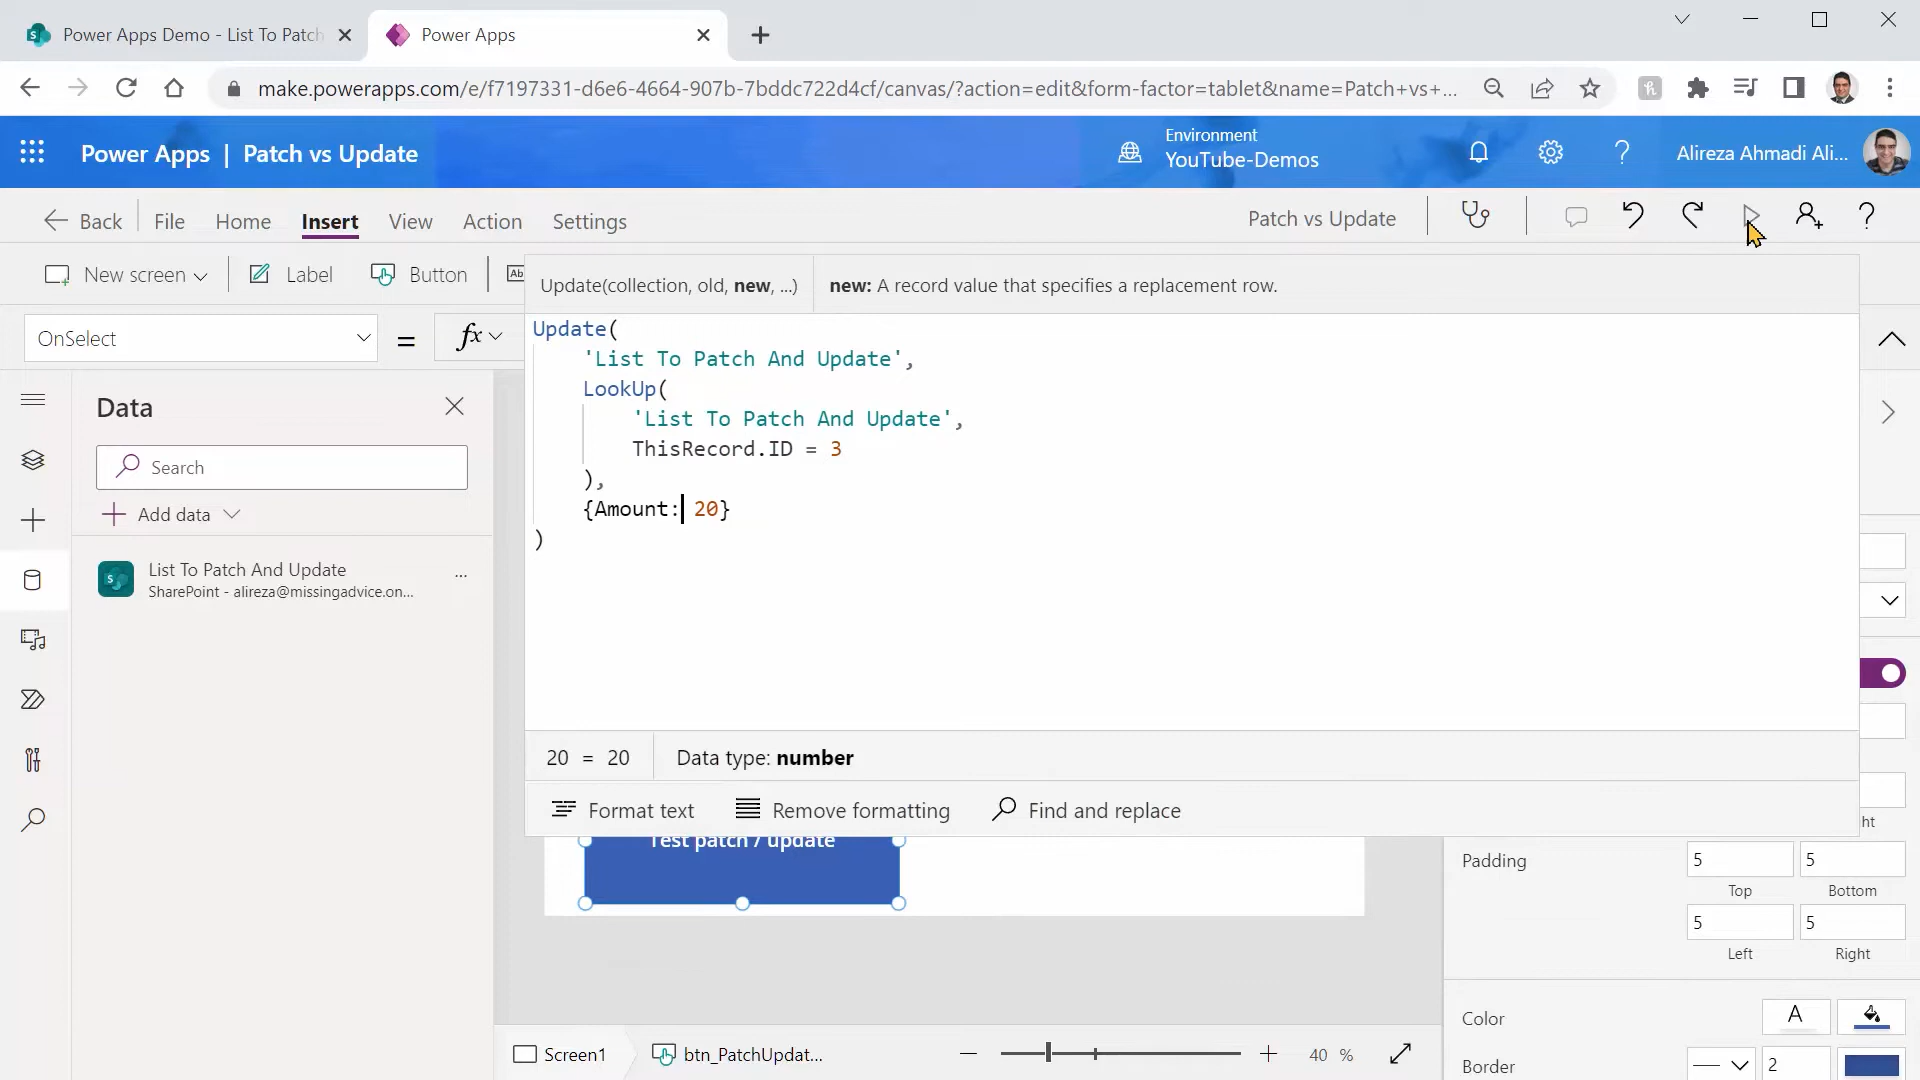 Power Apps Demo - List To Patch
Power Apps
make.powerapps.com/e/f7197331-d6e6-4664-907b-7bddc722d4cf/canvas/?action=edit&form-factor=tablet&name=Patch+vs+...
Power Apps | Patch vs Update
Environment
YouTube-Demos
Alireza Ahmadi Ali...
Back File Home Insert View Action Settings
Patch vs Update
New screen Label Button
Update(collection, old, new, ...) new: A record value that specifies a replacement row.
OnSelect = fx
Update(
'List To Patch And Update',
LookUp(
'List To Patch And Update',
ThisRecord.ID = 3
),
{Amount: 20}
)
Data
Search
Add data
List To Patch And Update
SharePoint - alireza@missingadvice.on...
20 = 20 Data type: number
Format text Remove formatting Find and replace
Test patch / update
ht
Padding 5 5
Top Bottom
5 5
Left Right
Color A
Border 2
Screen1 btn_PatchUpdat... 40 %